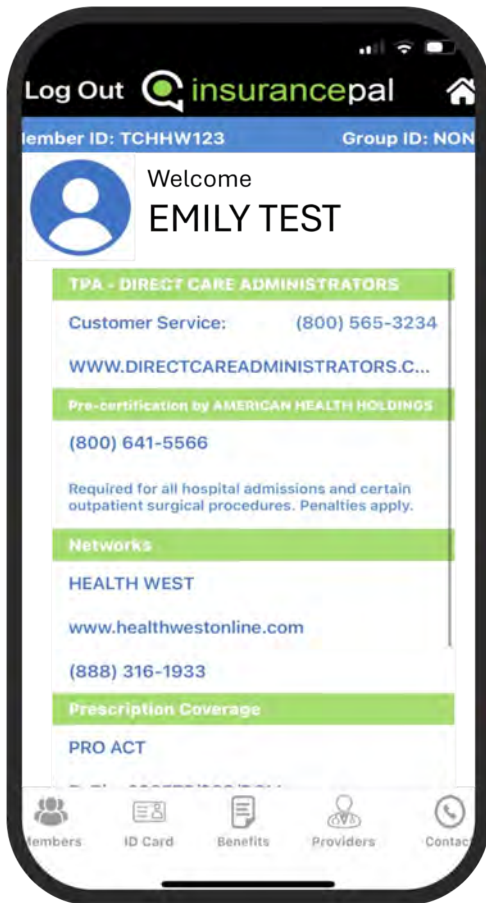 Log Out insurancepal
ember ID: TCHHW123 Group ID: NON
Welcome
EMILY TEST
TPA - DIRECT CARE ADMINISTRATORS
Customer Service: (800) 565-3234
WWW.DIRECTCAREADMINISTRATORS.C...
Pre-certification by AMERICAN HEALTH HOLDINGS
(800) 641-5566
Required for all hospital admissions and certain
outpatient surgical procedures. Penalties apply.
Networks
HEALTH WEST
www.healthwestonline.com
(888) 316-1933
Prescription Coverage
PRO ACT
embers ID Card Benefits Providers Contac